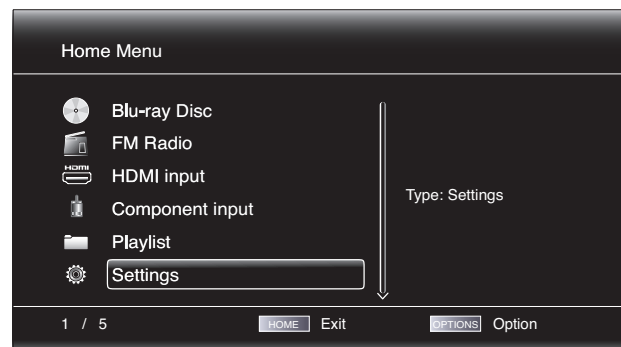 Home Menu
Blu-ray Disc
FM Radio
HDMI
HDMI input
Component input
Playlist
Settings
Type: Settings
1 / 5
HOME Exit
OPTIONS Option